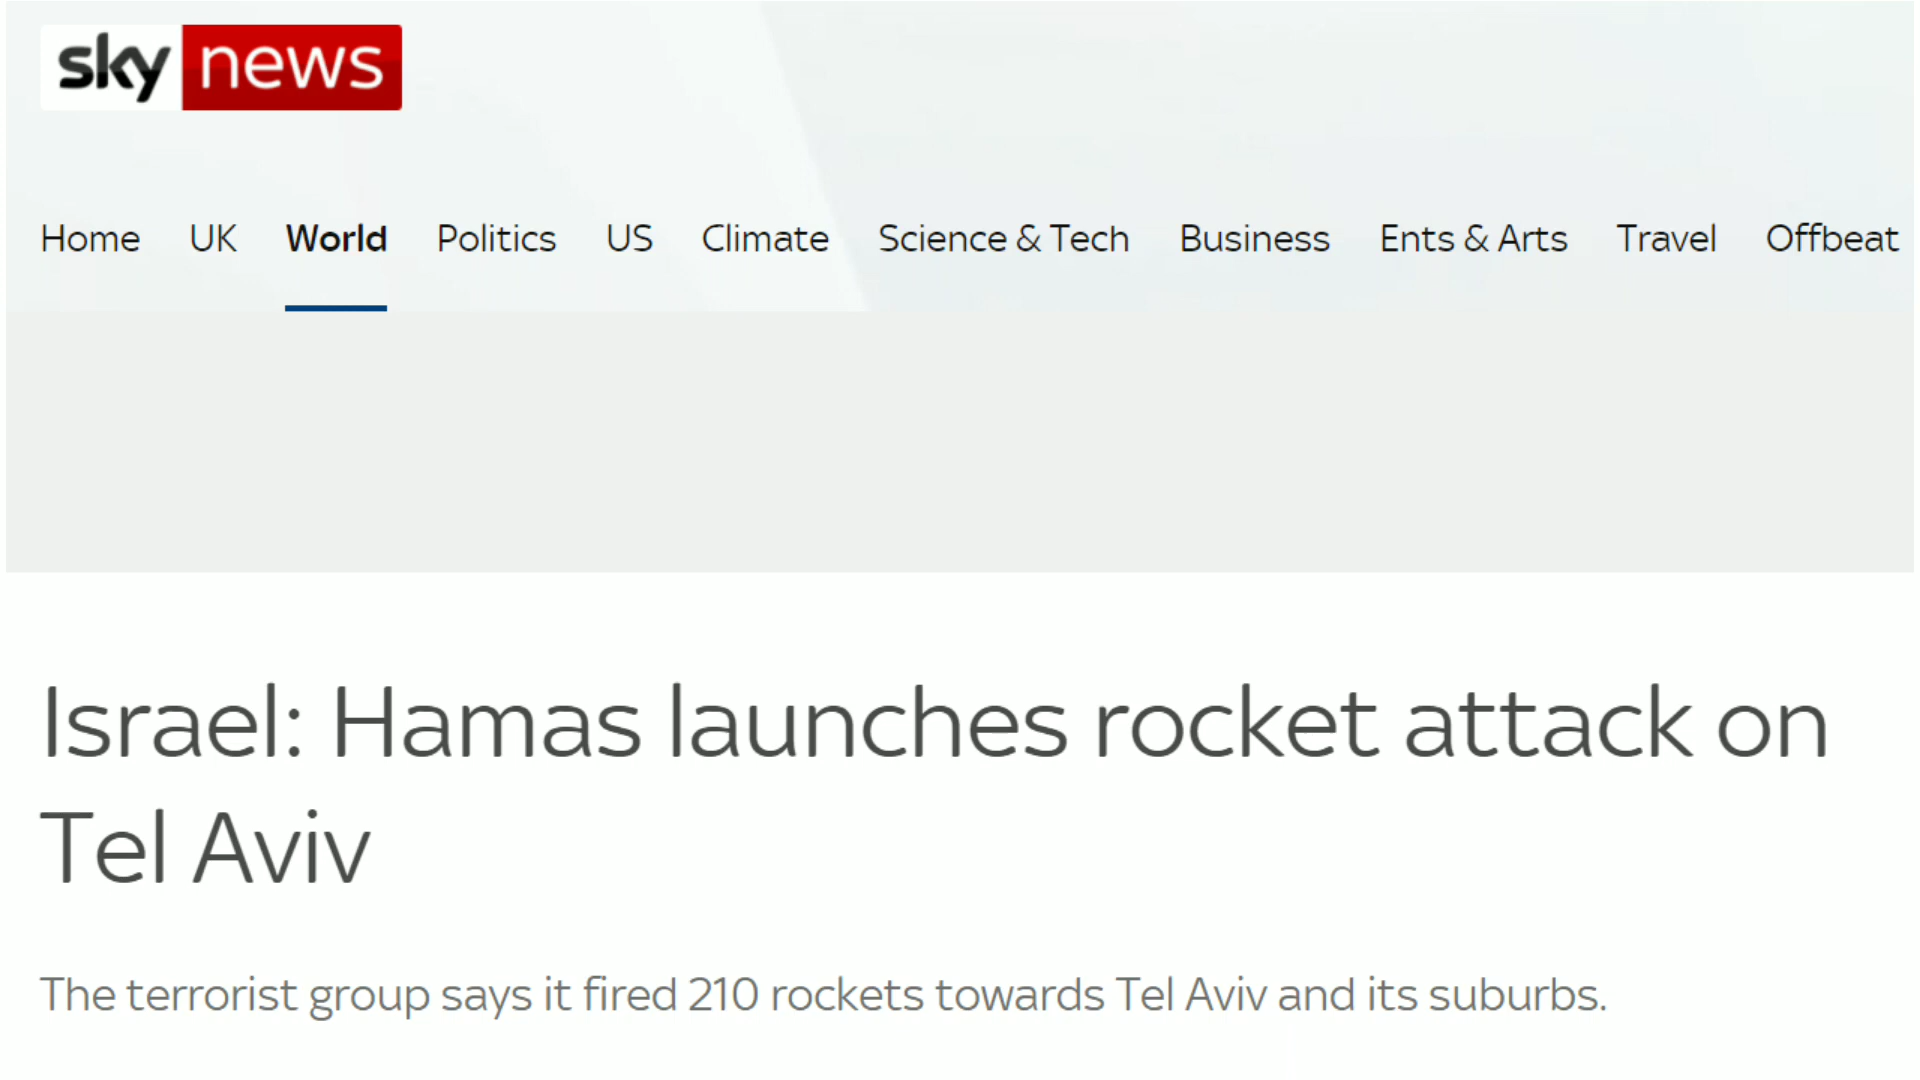 sky news
Home UK World Politics US Climate Science & Tech Business Ents & Arts Travel Offbeat
Israel: Hamas launches rocket attack on
Tel Aviv
The terrorist group says it fired 210 rockets towards Tel Aviv and its suburbs.